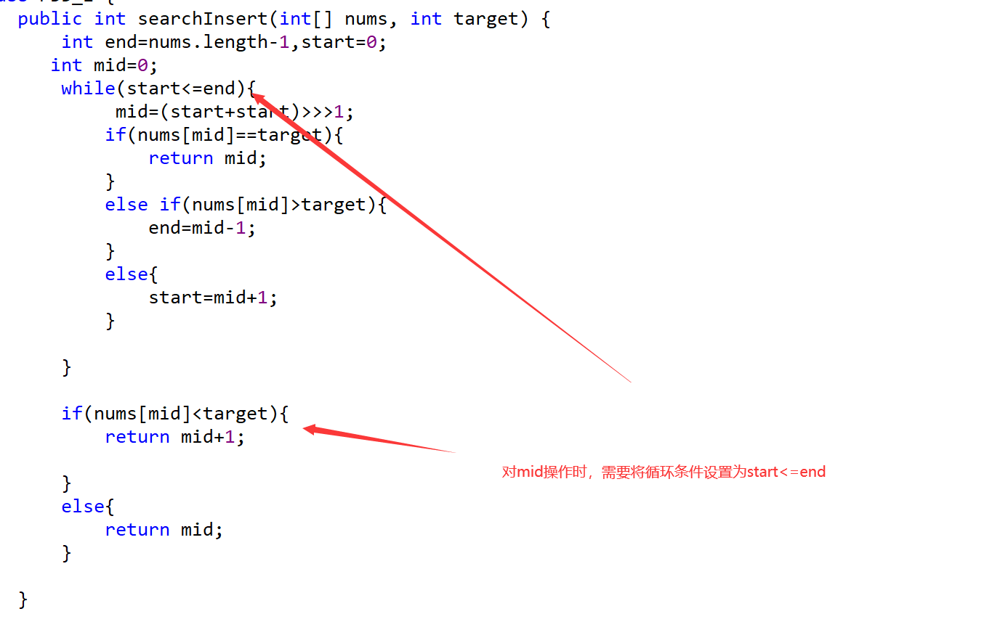 public int searchInsert(int[] nums, int target) {
int end=nums.length-1,start=0;
int mid=0;
while(start<=end){
mid=(start+start)>>>1;
if(nums[mid]==target){
return mid;
}
else if(nums[mid]>target){
end=mid-1;
}
else{
start=mid+1;
}
}
if(nums[mid]<target){
return mid+1;
对mid操作时，需要将循环条件设置为start<=end
}
else{
return mid;
}
}